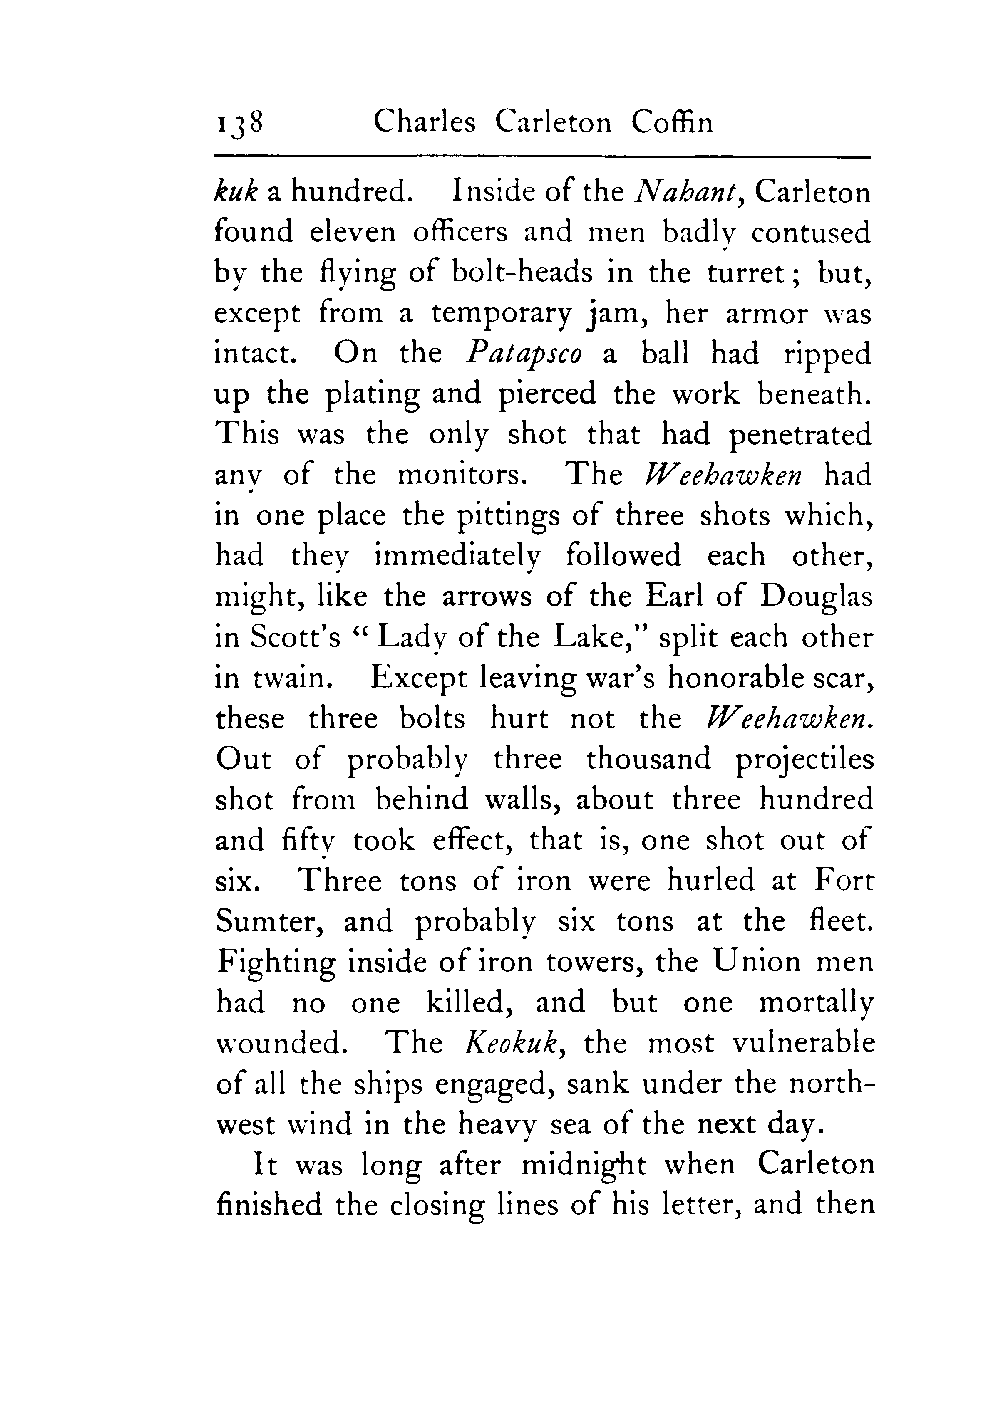 138 Charles Carleton Coffin
kuk a hundred. Inside of the Nahant, Carleton
found eleven officers and men badly contused
by the flying of bolt-heads in the turret; but,
except from a temporary jam, her armor was
intact. On the Patapsco a ball had ripped
up the plating and pierced the work beneath.
This was the only shot that had penetrated
any of the monitors. The Weehawken had
in one place the pittings of three shots which,
had they immediately followed each other,
might, like the arrows of the Earl of Douglas
in Scott's “Lady of the Lake,” split each other
in twain. Except leaving war's honorable scar,
these three bolts hurt not the Weehawken.
Out of probably three thousand projectiles
shot from behind walls, about three hundred
and fifty took effect, that is, one shot out of
six. Three tons of iron were hurled at Fort
Sumter, and probably six tons at the fleet.
Fighting inside of iron towers, the Union men
had no one killed, and but one mortally
wounded. The Keokuk, the most vulnerable
of all the ships engaged, sank under the north-
west wind in the heavy sea of the next day.
It was long after midnight when Carleton
finished the closing lines of his letter, and then